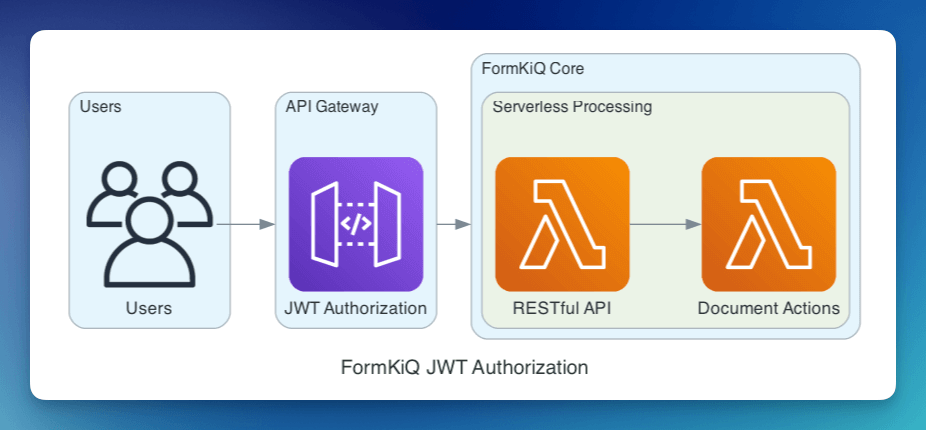 Users
API Gateway
FormKiQ Core
Serverless Processing
</>
Users
JWT Authorization
RESTful API
Document Actions
FormKiQ JWT Authorization